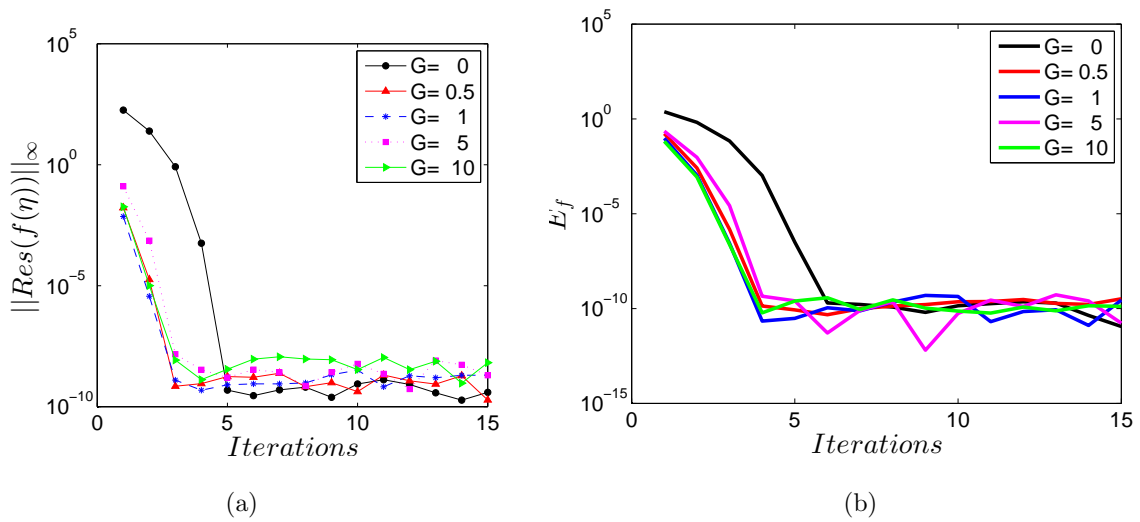 10^5
10^0
10^-5
10^-10
0 5 10 15
||Res(f(η))||∞
Iterations
G= 0
G= 0.5
G= 1
G= 5
G= 10
(a)
10^5
10^0
10^-5
10^-10
10^-15
0 5 10 15
E_f
Iterations
G= 0
G= 0.5
G= 1
G= 5
G= 10
(b)